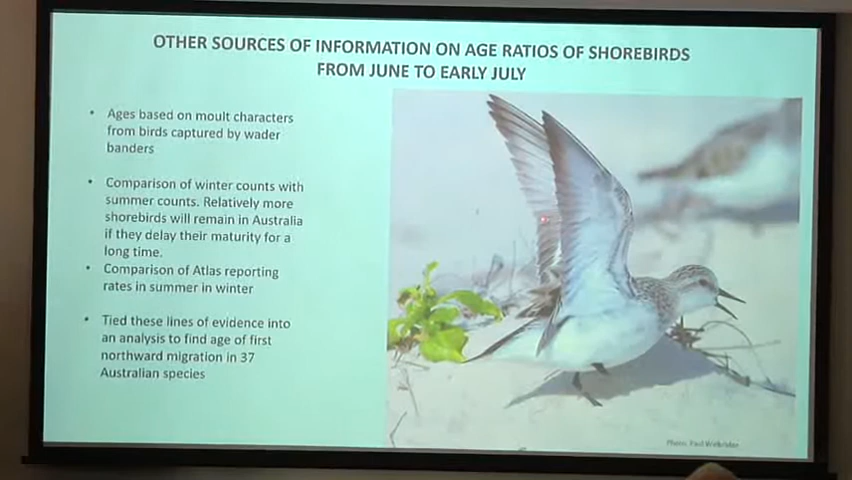 OTHER SOURCES OF INFORMATION ON AGE RATIOS OF SHOREBIRDS
FROM JUNE TO EARLY JULY
• Ages based on moult characters
from birds captured by wader
banders
• Comparison of winter counts with
summer counts. Relatively more
shorebirds will remain in Australia
if they delay their maturity for a
long time.
• Comparison of Atlas reporting
rates in summer in winter
• Tied these lines of evidence into
an analysis to find age of first
northward migration in 37
Australian species
Photo: Paul